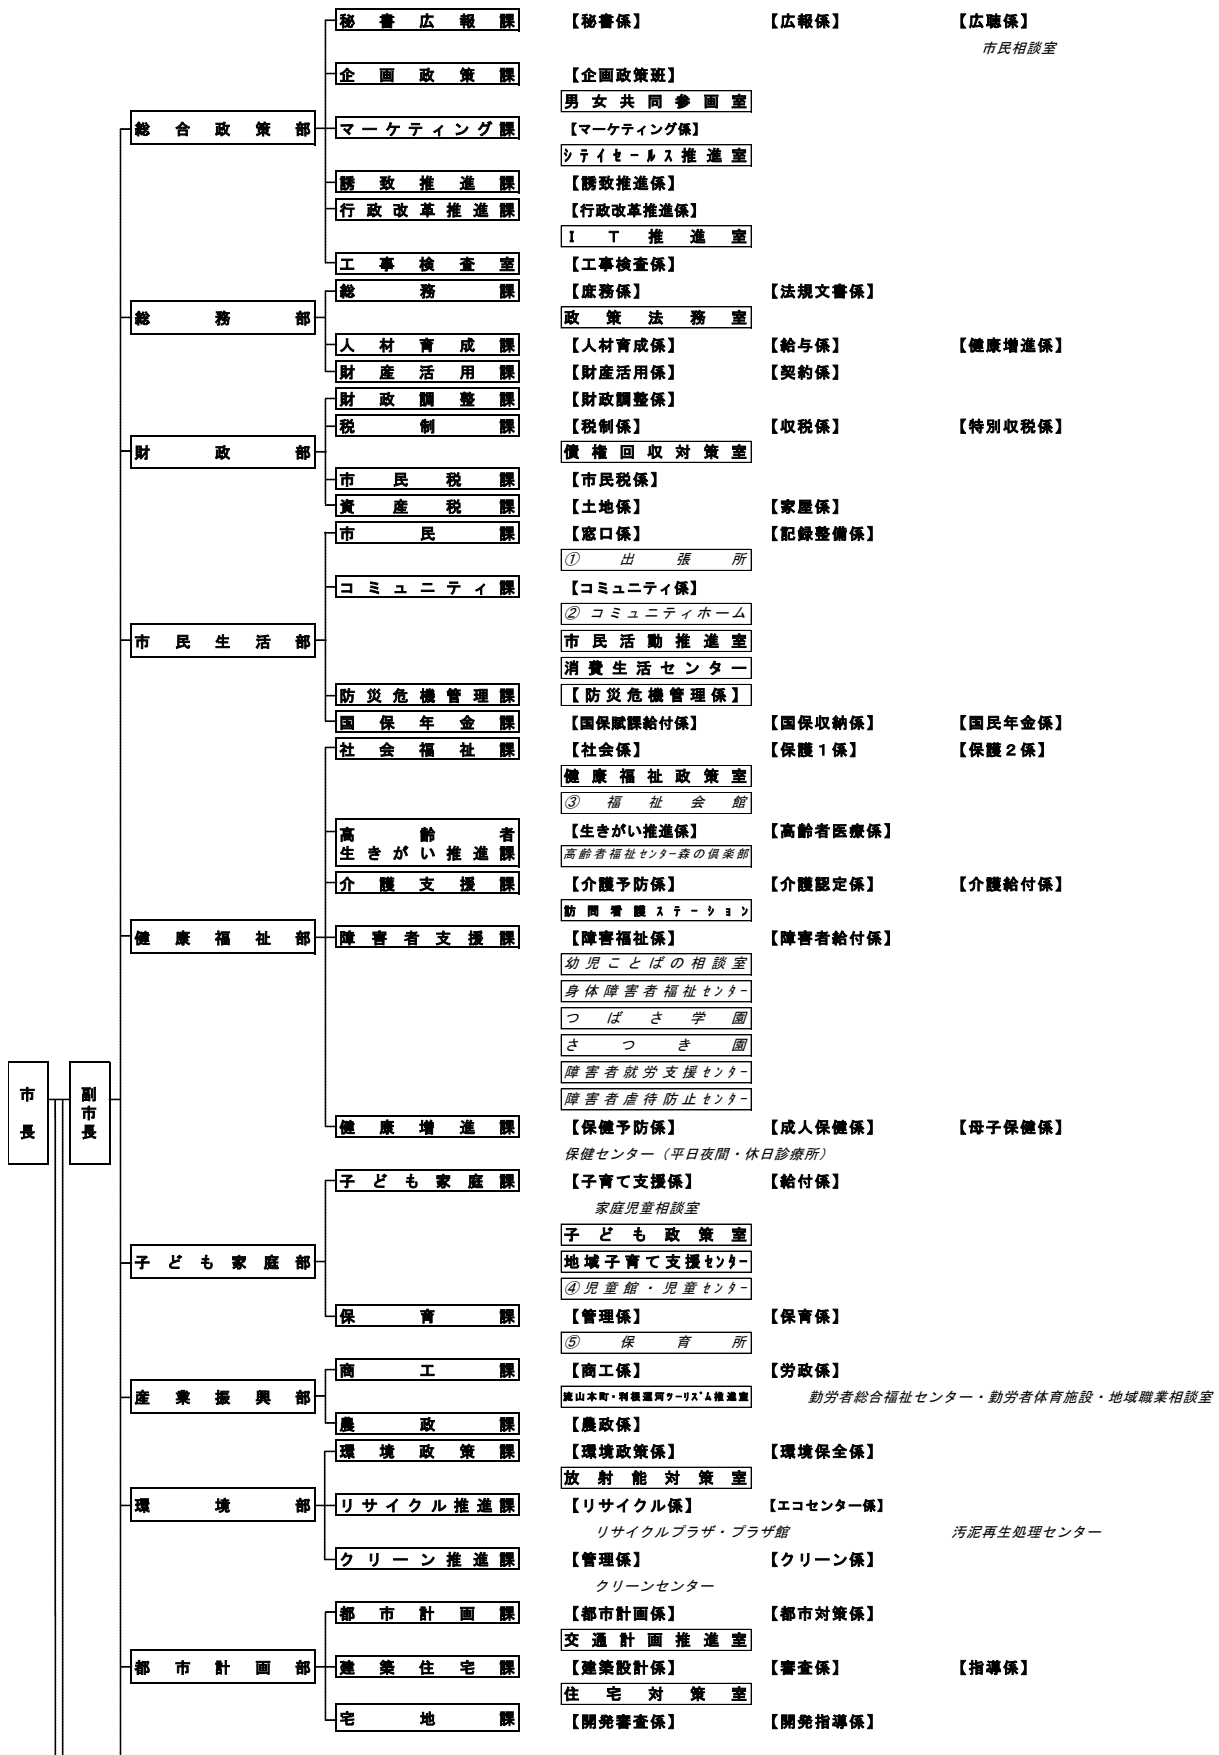 秘書広報課 【秘書係】 【広報係】 【広聴係】
市民相談室
企画政策課 【企画政策班】
男女共同参画室
総合政策部 マーケティング課 【マーケティング係】
シテイセールス推進室
誘致推進課 【誘致推進係】
行政改革推進課 【行政改革推進係】
IT推進室
工事検査室 【工事検査係】
総務課 【庶務係】 【法規文書係】
総務部 政策法務室
人材育成課 【人材育成係】 【給与係】 【健康増進係】
財産活用課 【財産活用係】 【契約係】
財政調整課 【財政調整係】
税制課 【税制係】 【収税係】 【特別収税係】
財政部 債権回収対策室
市民税課 【市民税係】
資産税課 【土地係】 【家屋係】
市民課 【窓口係】 【記録整備係】
① 出張所
コミュニティ課 【コミュニティ係】
② コミュニティホーム
市民生活部 市民活動推進室
消費生活センター
防災危機管理課 【防災危機管理係】
国保年金課 【国保賦課給付係】 【国保収納係】 【国民年金係】
社会福祉課 【社会係】 【保護1係】 【保護2係】
健康福祉政策室
③ 福祉会館
高齢者 【生きがい推進係】 【高齢者医療係】
生きがい推進課 高齢者福祉センター森の倶楽部
介護支援課 【介護予防係】 【介護認定係】 【介護給付係】
訪問看護ステーション
健康福祉部 障害者支援課 【障害福祉係】 【障害者給付係】
幼児ことばの相談室
身体障害者福祉センター
つばさ学園
さつき園
障害者就労支援センター
市長 副市長 障害者虐待防止センター
健康増進課 【保健予防係】 【成人保健係】 【母子保健係】
保健センター（平日夜間・休日診療所）
子ども家庭課 【子育て支援係】 【給付係】
家庭児童相談室
子ども政策室
子ども家庭部 地域子育て支援センター
④児童館・児童センター
保育課 【管理係】 【保育係】
⑤ 保育所
商工課 【商工係】 【労政係】
産業振興部 流山本町・利根運河ツーリズム推進室 勤労者総合福祉センター・勤労者体育施設・地域職業相談室
農政課 【農政係】
環境政策課 【環境政策係】 【環境保全係】
放射能対策室
環境部 リサイクル推進課 【リサイクル係】 【エコセンター係】
リサイクルプラザ・プラザ館 汚泥再生処理センター
クリーン推進課 【管理係】 【クリーン係】
クリーンセンター
都市計画課 【都市計画係】 【都市対策係】
交通計画推進室
都市計画部 建築住宅課 【建築設計係】 【審査係】 【指導係】
住宅対策室
宅地課 【開発審査係】 【開発指導係】